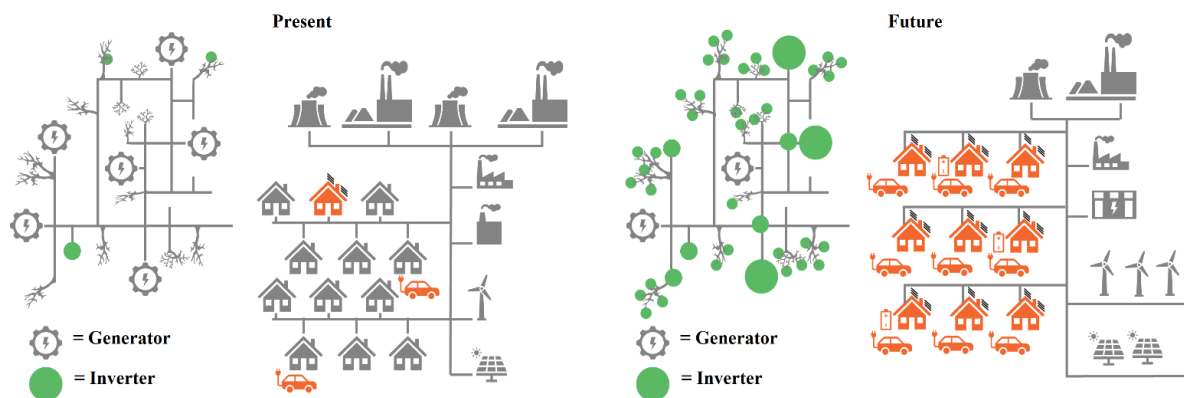 Present
= Generator
= Inverter
Future
= Generator
= Inverter